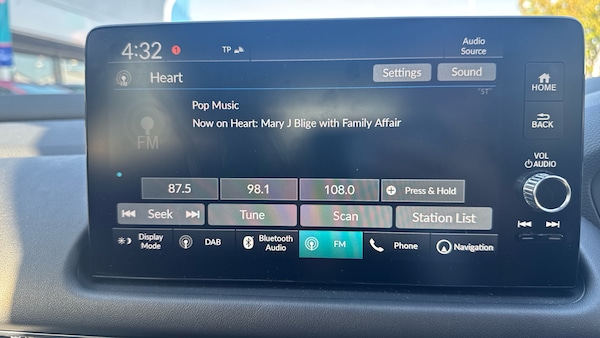 4:32 1 TP Audio Source
Heart Settings Sound
"ST"
Pop Music
Now on Heart: Mary J Blige with Family Affair
FM
87.5 98.1 108.0 Press & Hold
Seek Tune Scan Station List
Display Mode DAB Bluetooth Audio FM Phone Navigation
HOME
BACK
VOL
AUDIO